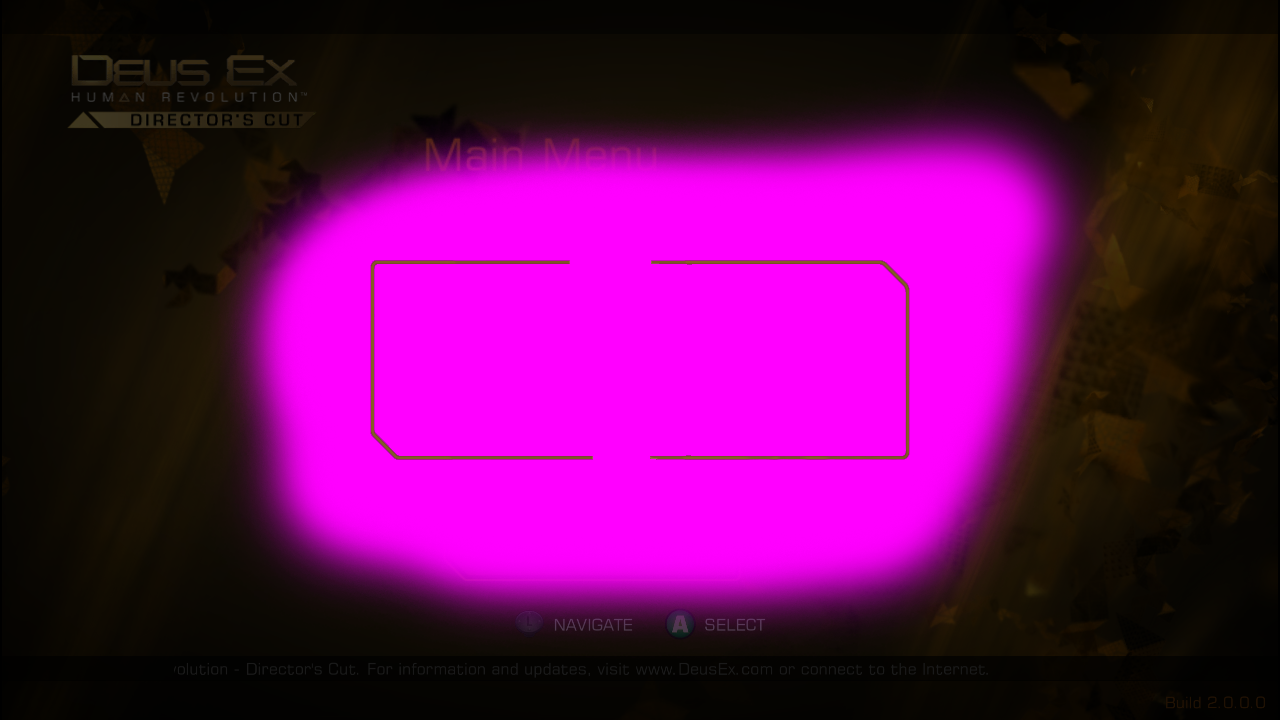 DEUS EX
HUMAN REVOLUTION™
DIRECTOR'S CUT
Main Menu
NAVIGATE
A SELECT
olution - Director's Cut. For information and updates, visit www.DeusEx.com or connect to the Internet.
Build 2.0.0.0